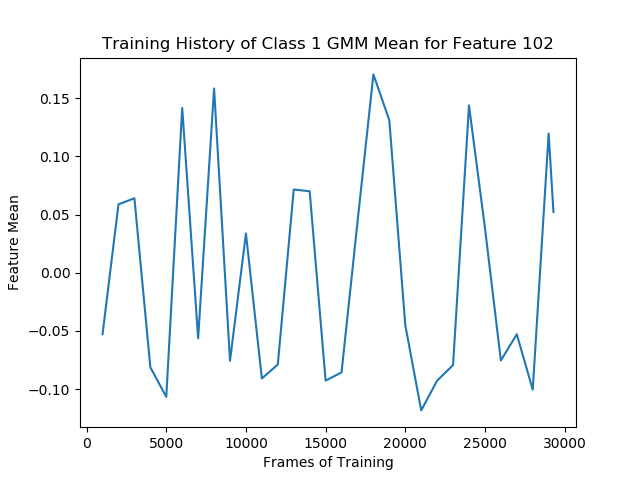 Training History of Class 1 GMM Mean for Feature 102
0.15
0.10
0.05
0.00
−0.05
−0.10
Feature Mean
0 5000 10000 15000 20000 25000 30000
Frames of Training